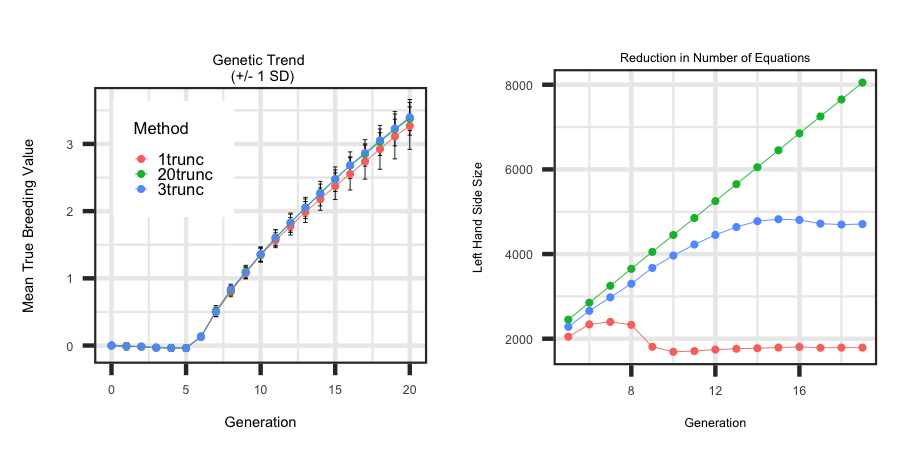 Genetic Trend
(+/- 1 SD)
Mean True Breeding Value
Method
1trunc
20trunc
3trunc
3
2
1
0
0 5 10 15 20
Generation
Reduction in Number of Equations
Left Hand Side Size
8000
6000
4000
2000
8 12 16
Generation